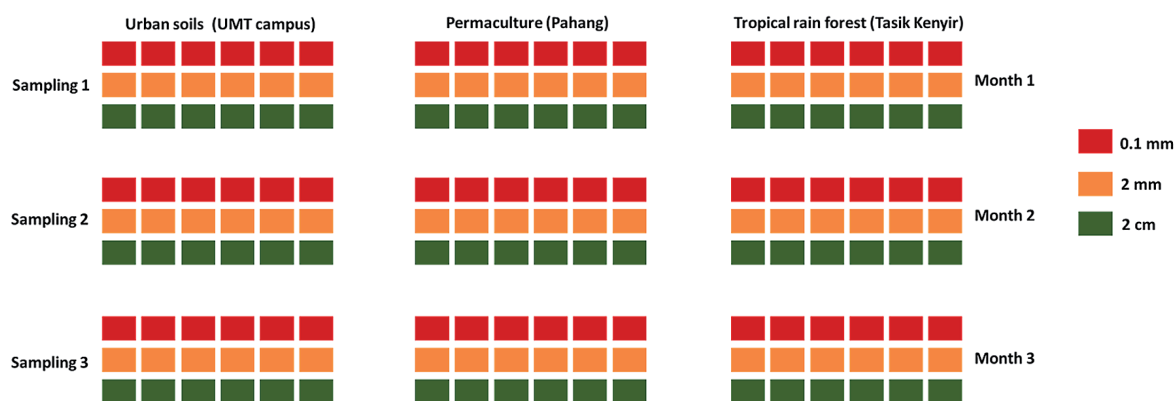 Urban soils (UMT campus)
Permaculture (Pahang)
Tropical rain forest (Tasik Kenyir)
Sampling 1
Month 1
0.1 mm
2 mm
2 cm
Sampling 2
Month 2
Sampling 3
Month 3